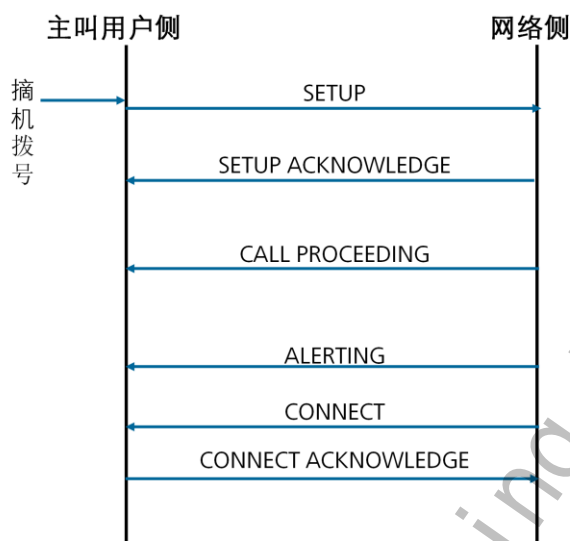 主叫用户侧
网络侧
摘机拨号
SETUP
SETUP ACKNOWLEDGE
CALL PROCEEDING
ALERTING
CONNECT
CONNECT ACKNOWLEDGE
ing